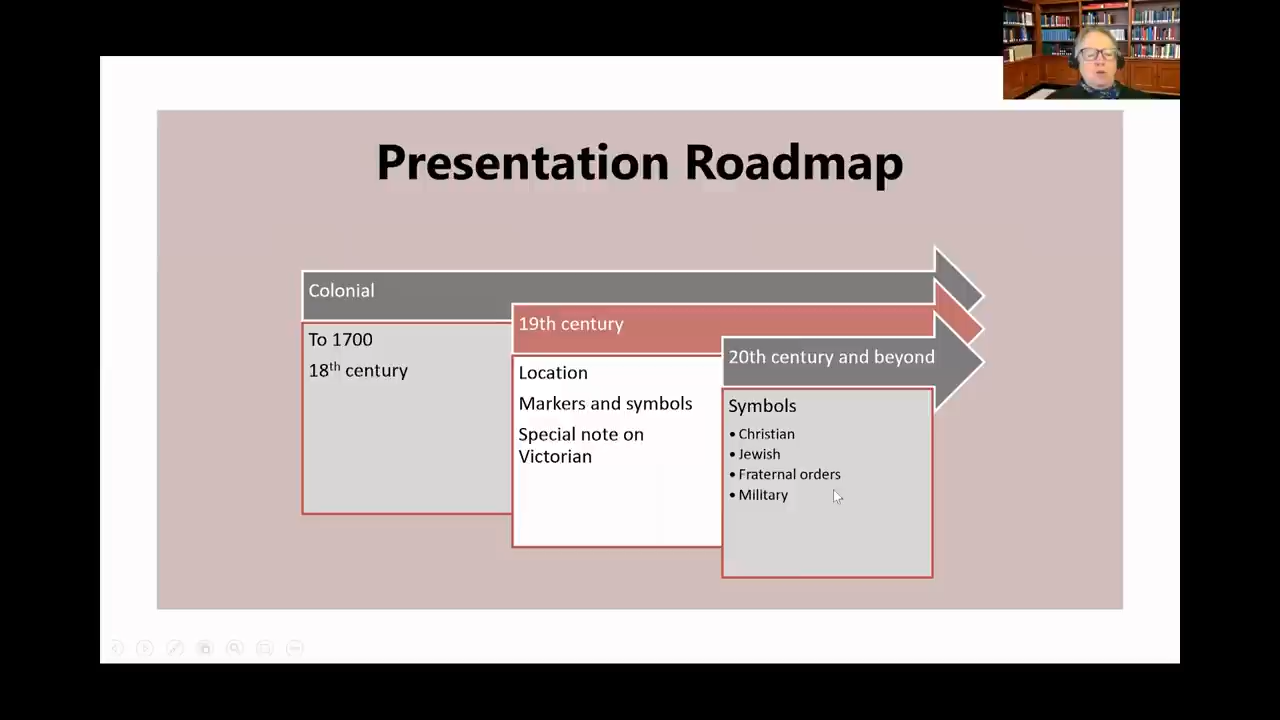 Presentation Roadmap
Colonial
To 1700
18th century
19th century
Location
Markers and symbols
Special note on
Victorian
20th century and beyond
Symbols
• Christian
• Jewish
• Fraternal orders
• Military